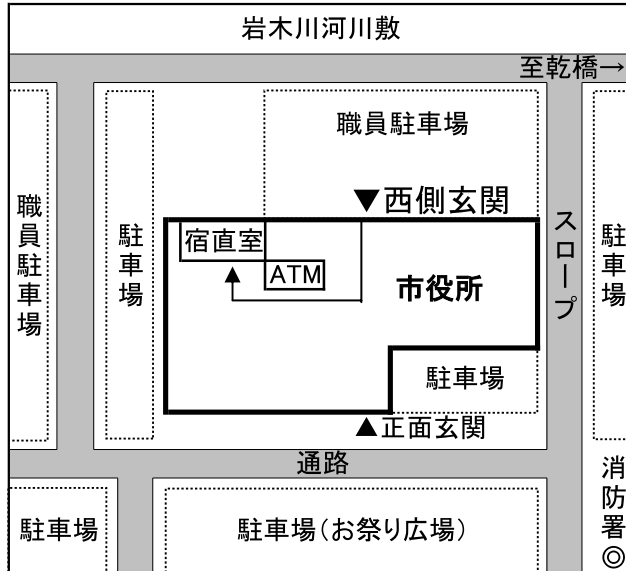 岩木川河川敷
至乾橋→
職員駐車場
▼西側玄関
職員駐車場
駐車場
宿直室
ATM
市役所
スロープ
駐車場
駐車場
▲正面玄関
通路
消防署◎
駐車場
駐車場(お祭り広場)